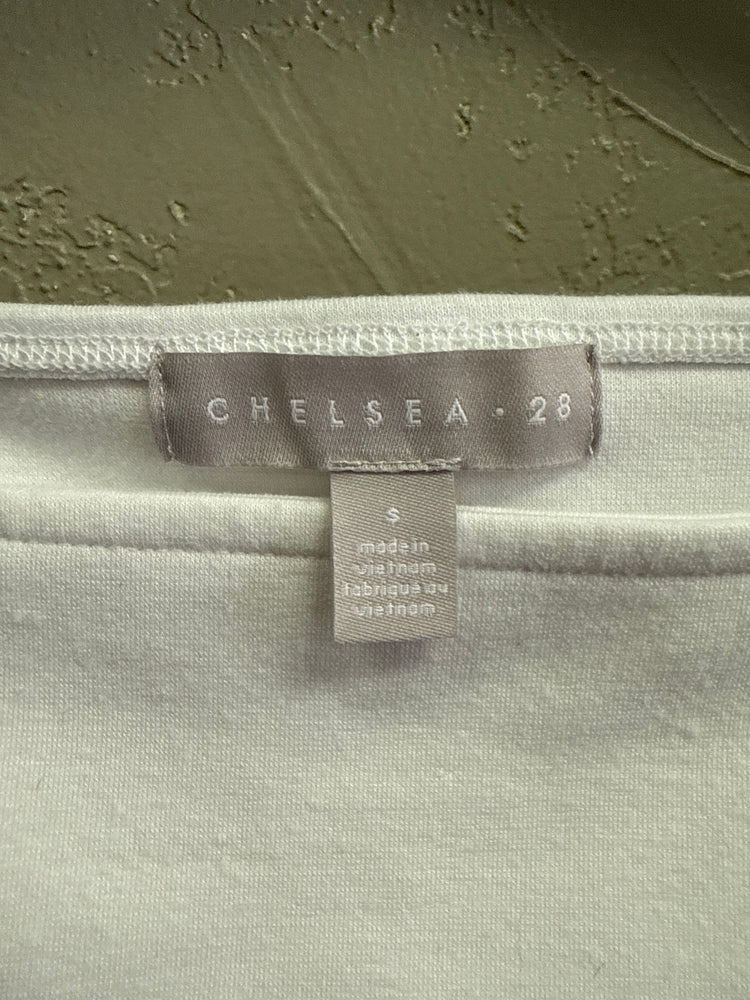 CHELSEA · 28
S
made in
vietnam
fabriqué au
vietnam